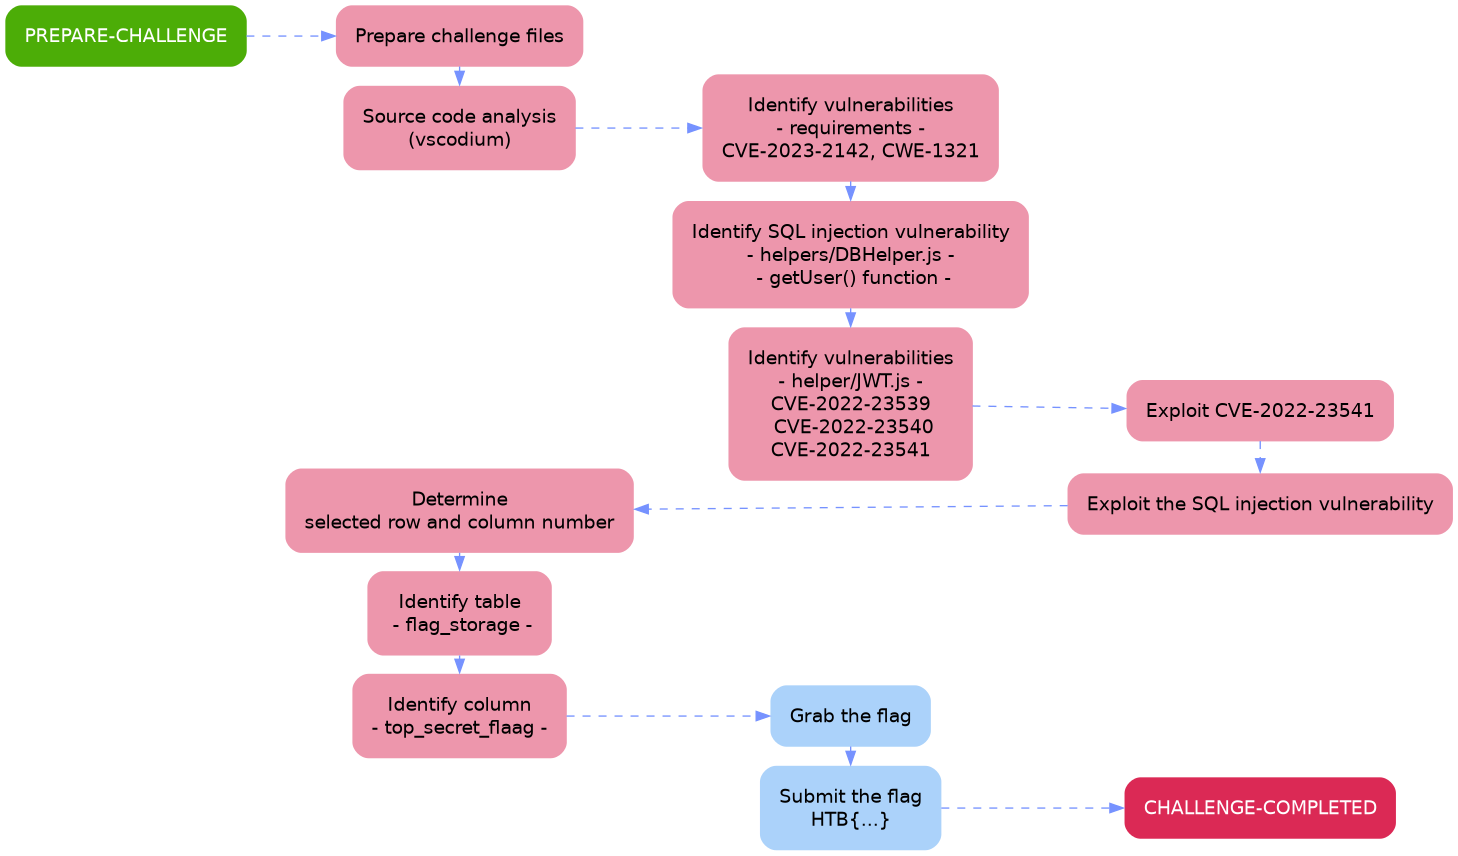 PREPARE-CHALLENGE
Prepare challenge files
Source code analysis
(vscodium)
Identify vulnerabilities
- requirements -
CVE-2023-2142, CWE-1321
Identify SQL injection vulnerability
- helpers/DBHelper.js -
- getUser() function -
Identify vulnerabilities
- helper/JWT.js -
CVE-2022-23539
CVE-2022-23540
CVE-2022-23541
Exploit CVE-2022-23541
Exploit the SQL injection vulnerability
Determine
selected row and column number
Identify table
- flag_storage -
Identify column
- top_secret_flaag -
Grab the flag
Submit the flag
HTB{...}
CHALLENGE-COMPLETED